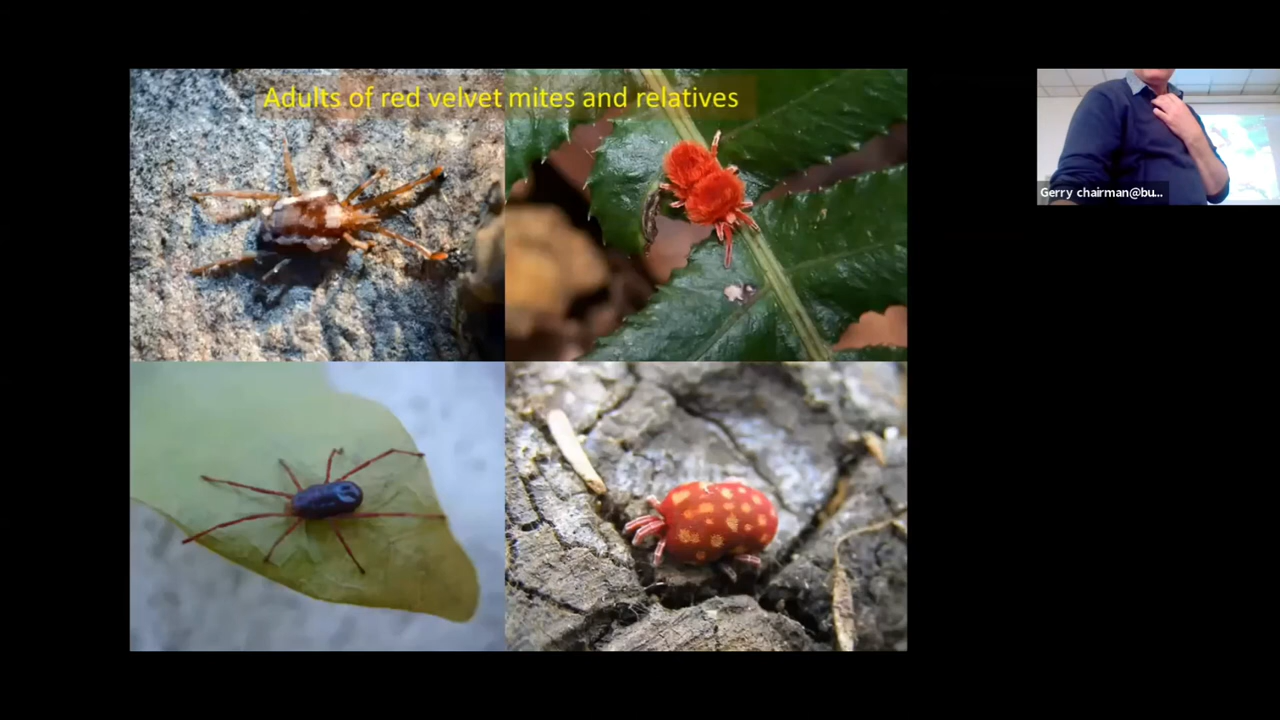 Adults of red velvet mites and relatives
Gerry chairman@bu...